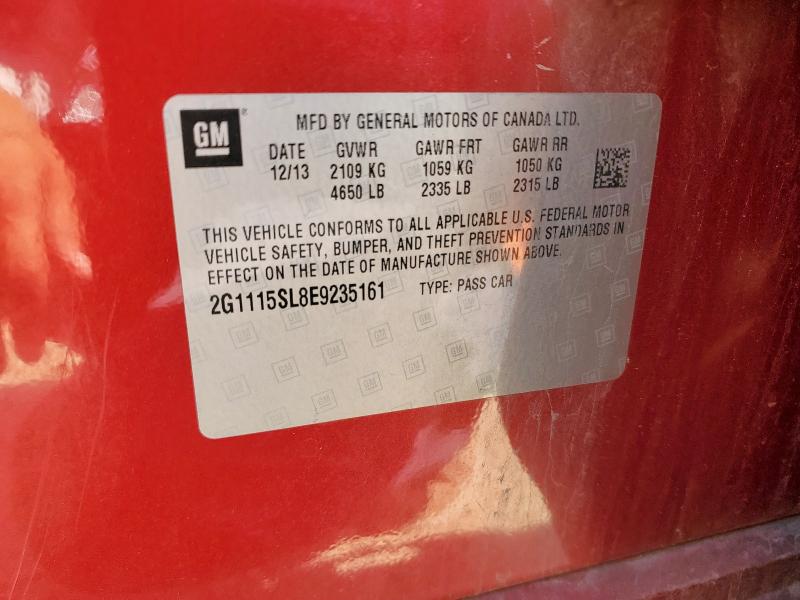 GM
MFD BY GENERAL MOTORS OF CANADA LTD.
DATE GVWR GAWR FRT GAWR RR
12/13 2109 KG 1059 KG 1050 KG
4650 LB 2335 LB 2315 LB
THIS VEHICLE CONFORMS TO ALL APPLICABLE U.S. FEDERAL MOTOR
VEHICLE SAFETY, BUMPER, AND THEFT PREVENTION STANDARDS IN
EFFECT ON THE DATE OF MANUFACTURE SHOWN ABOVE.
2G1115SL8E9235161 TYPE: PASS CAR